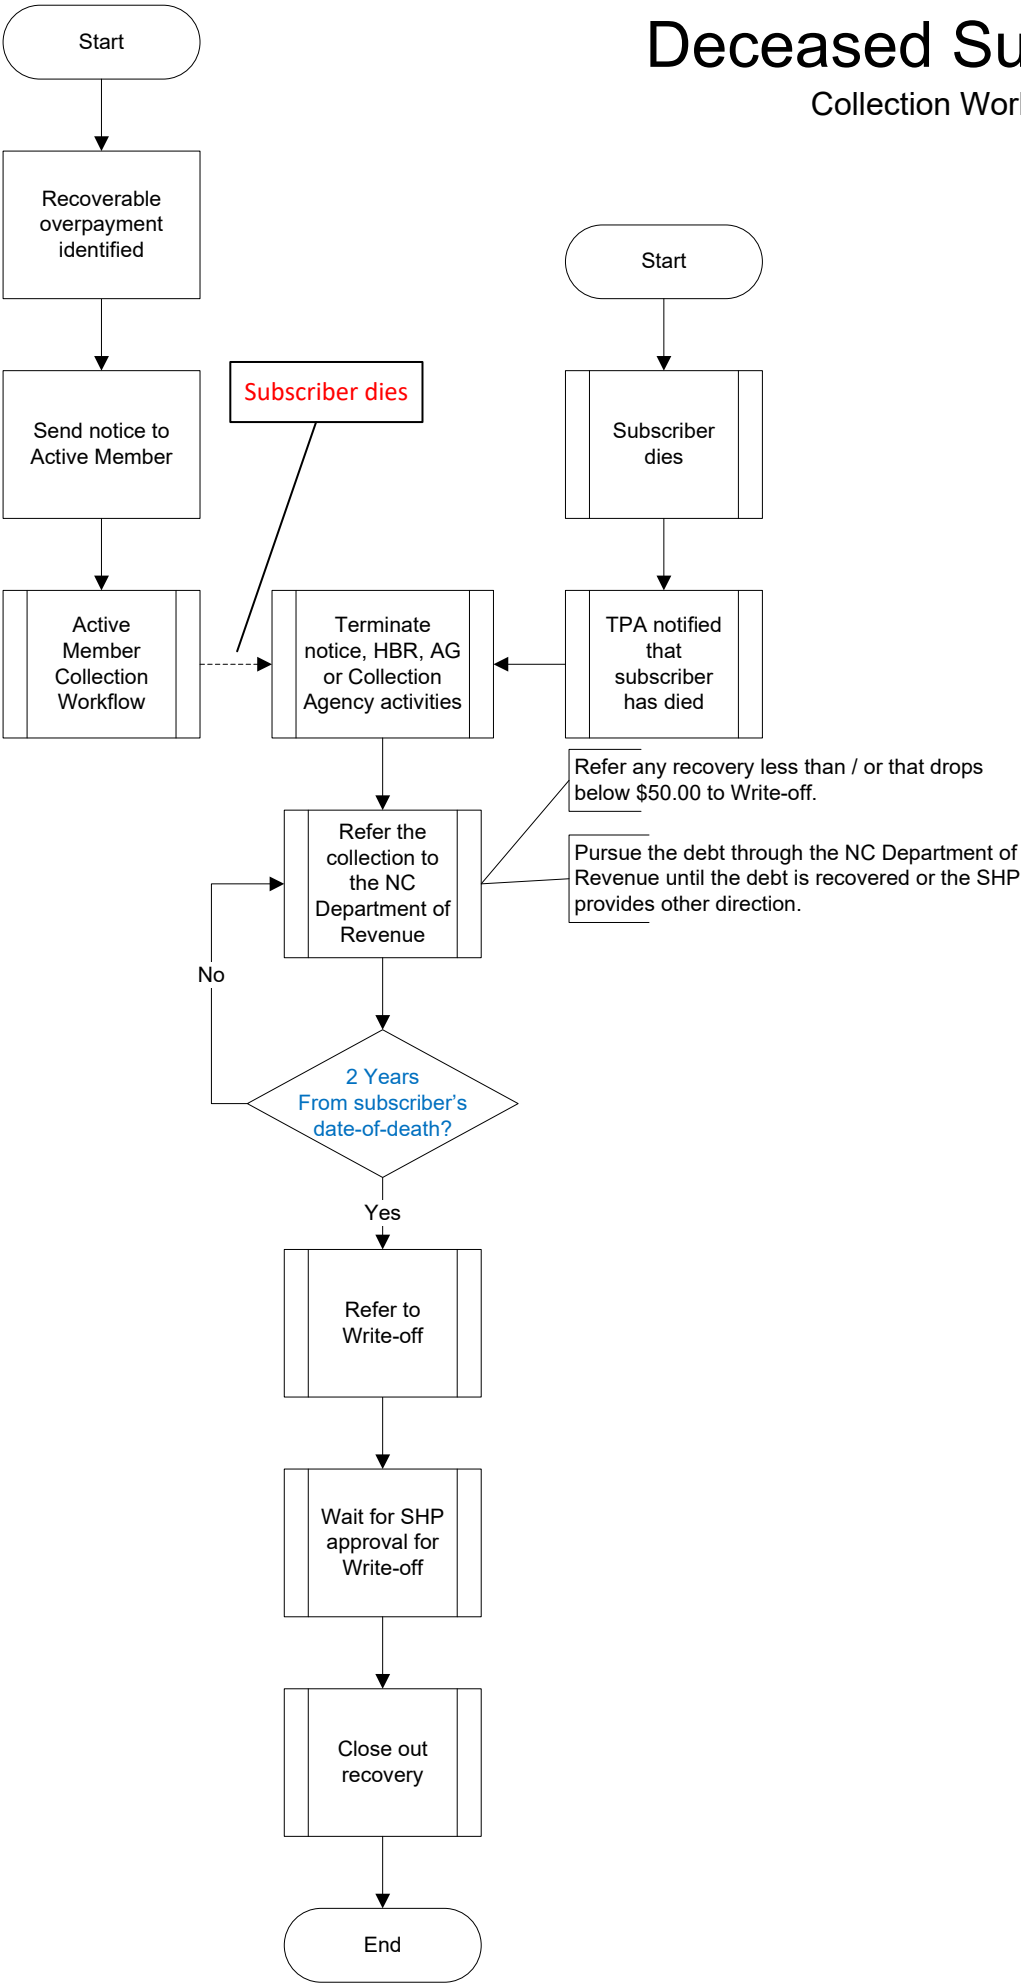 Deceased Su
Collection Worl
Start
Recoverable
overpayment
identified
Start
Send notice to
Active Member
Subscriber dies
Subscriber
dies
Active
Member
Collection
Workflow
Terminate
notice, HBR, AG
or Collection
Agency activities
TPA notified
that
subscriber
has died
Refer any recovery less than / or that drops
below $50.00 to Write-off.
Refer the
collection to
the NC
Department of
Revenue
Pursue the debt through the NC Department of
Revenue until the debt is recovered or the SHP
provides other direction.
No
2 Years
From subscriber’s
date-of-death?
Yes
Refer to
Write-off
Wait for SHP
approval for
Write-off
Close out
recovery
End